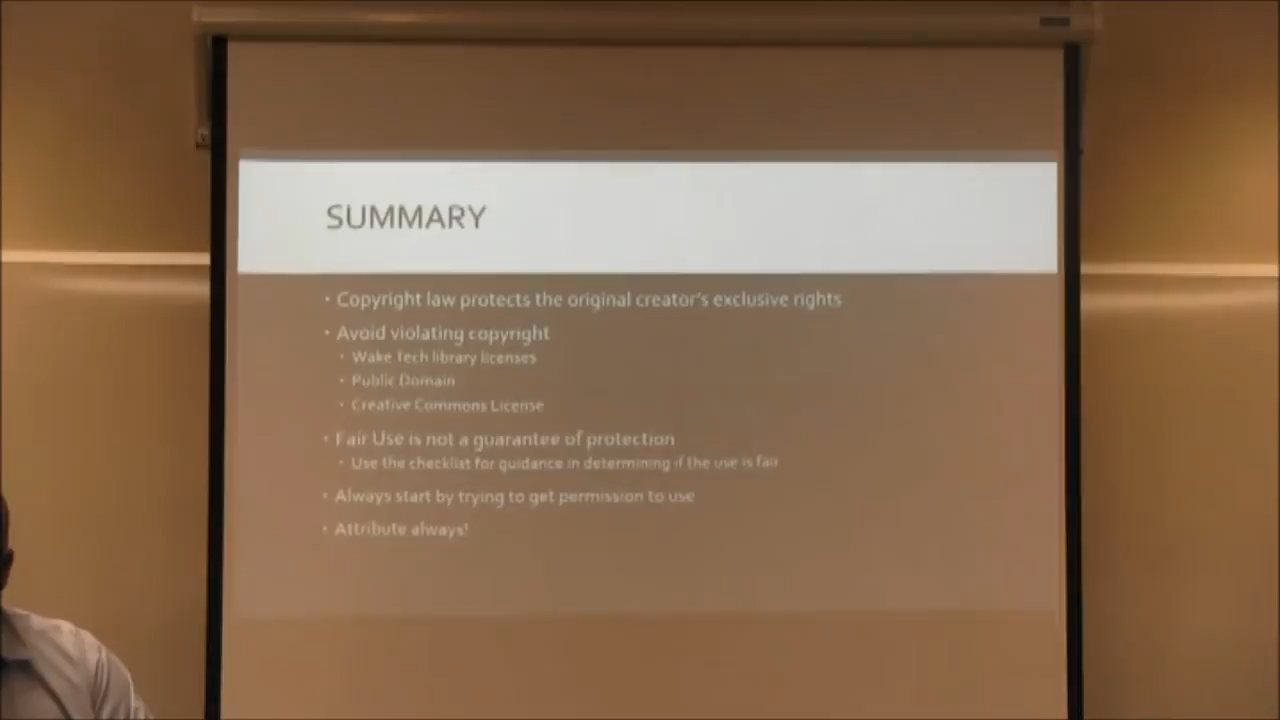 SUMMARY
• Copyright law protects the original creator's exclusive rights
• Avoid violating copyright
• Wake Tech library licenses
• Public Domain
• Creative Commons License
• Fair Use is not a guarantee of protection
• Use the checklist for guidance in determining if the use is fair
• Always start by trying to get permission to use
• Attribute always!